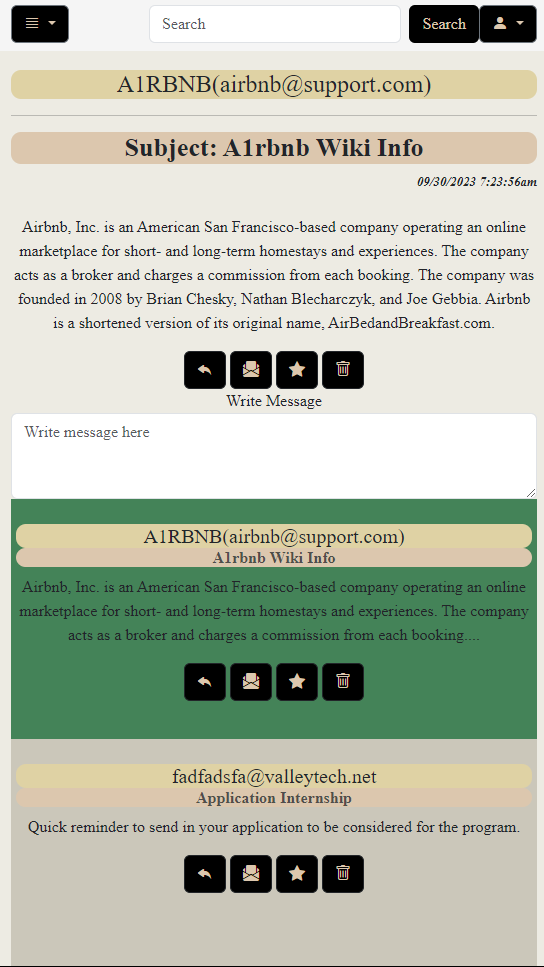 Search
Search
A1RBNB(airbnb@support.com)
Subject: A1rbnb Wiki Info
09/30/2023 7:23:56am
Airbnb, Inc. is an American San Francisco-based company operating an online
marketplace for short- and long-term homestays and experiences. The company
acts as a broker and charges a commission from each booking. The company was
founded in 2008 by Brian Chesky, Nathan Blecharczyk, and Joe Gebbia. Airbnb
is a shortened version of its original name, AirBedandBreakfast.com.
Write Message
Write message here
A1RBNB(airbnb@support.com)
A1rbnb Wiki Info
Airbnb, Inc. is an American San Francisco-based company operating an online
marketplace for short- and long-term homestays and experiences. The company
acts as a broker and charges a commission from each booking....
fadfadsfa@valleytech.net
Application Internship
Quick reminder to send in your application to be considered for the program.